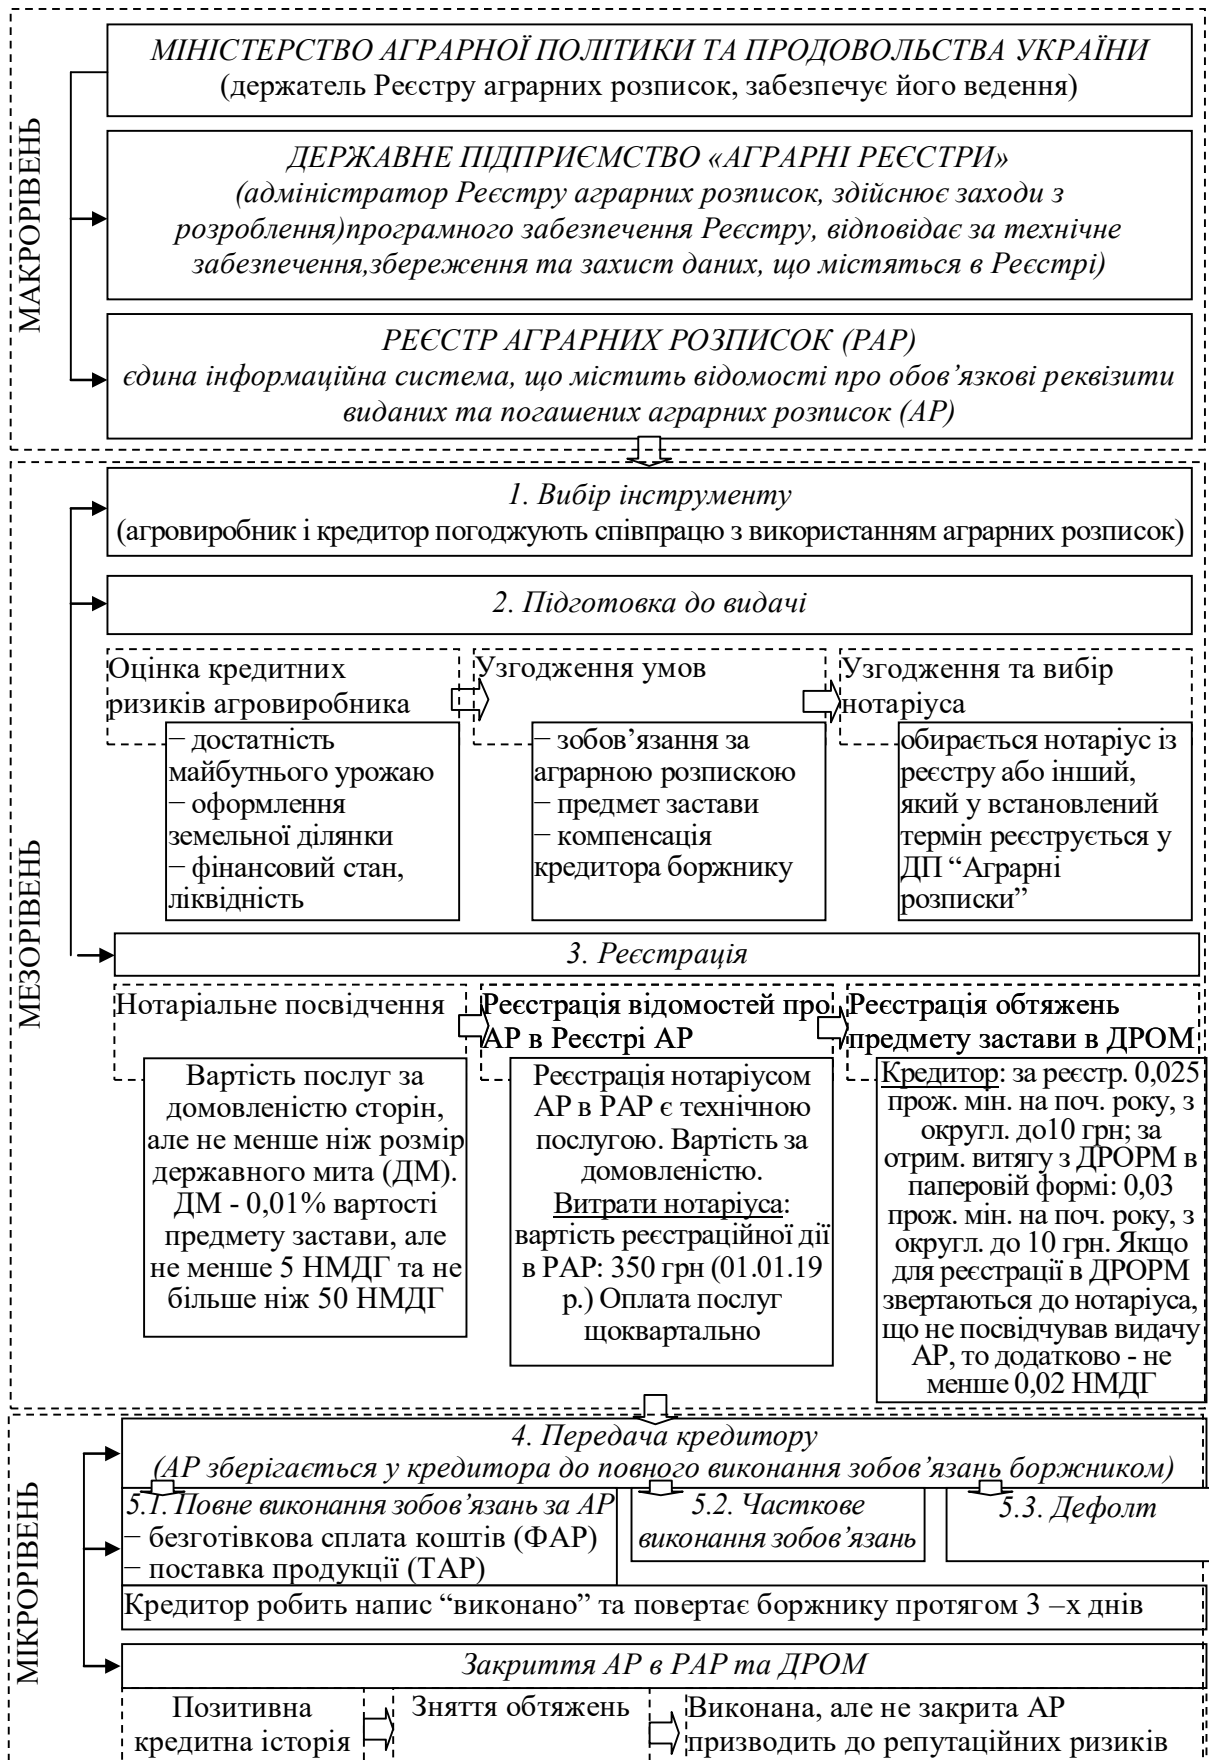 МАКРОРІВЕНЬ
МІНІСТЕРСТВО АГРАРНОЇ ПОЛІТИКИ ТА ПРОДОВОЛЬСТВА УКРАЇНИ
(держатель Реєстру аграрних розписок, забезпечує його ведення)
ДЕРЖАВНЕ ПІДПРИЄМСТВО «АГРАРНІ РЕЄСТРИ»
(адміністратор Реєстру аграрних розписок, здійснює заходи з
розроблення)програмного забезпечення Реєстру, відповідає за технічне
забезпечення,збереження та захист даних, що містяться в Реєстрі)
РЕЄСТР АГРАРНИХ РОЗПИСОК (РАР)
єдина інформаційна система, що містить відомості про обов’язкові реквізити
виданих та погашених аграрних розписок (АР)
МЕЗОРІВЕНЬ
1. Вибір інструменту
(агровиробник і кредитор погоджують співпрацю з використанням аграрних розписок)
2. Підготовка до видачі
Оцінка кредитних
ризиків агровиробника
− достатність
майбутнього урожаю
− оформлення
земельної ділянки
− фінансовий стан,
ліквідність
Узгодження умов
− зобов’язання за
аграрною розпискою
− предмет застави
− компенсація
кредитора боржнику
Узгодження та вибір
нотаріуса
обирається нотаріус із
реєстру або інший,
який у встановлений
термін реєструється у
ДП “Аграрні
розписки”
3. Реєстрація
Нотаріальне посвідчення
Вартість послуг за
домовленістю сторін,
але не менше ніж розмір
державного мита (ДМ).
ДМ - 0,01% вартості
предмету застави, але
не менше 5 НМДГ та не
більше ніж 50 НМДГ
Реєстрація відомостей про
АР в Реєстрі АР
Реєстрація нотаріусом
АР в РАР є технічною
послугою. Вартість за
домовленістю.
Витрати нотаріуса:
вартість реєстраційної дії
в РАР: 350 грн (01.01.19
р.) Оплата послуг
щоквартально
Реєстрація обтяжень
предмету застави в ДРОМ
Кредитор: за реєстр. 0,025
прож. мін. на поч. року, з
округл. до10 грн; за
отрим. витягу з ДРОРМ в
паперовій формі: 0,03
прож. мін. на поч. року, з
округл. до 10 грн. Якщо
для реєстрації в ДРОРМ
звертаються до нотаріуса,
що не посвідчував видачу
АР, то додатково - не
менше 0,02 НМДГ
МІКРОРІВЕНЬ
4. Передача кредитору
(АР зберігається у кредитора до повного виконання зобов’язань боржником)
5.1. Повне виконання зобов’язань за АР
− безготівкова сплата коштів (ФАР)
− поставка продукції (ТАР)
5.2. Часткове
виконання зобов’язань
5.3. Дефолт
Кредитор робить напис “виконано” та повертає боржнику протягом 3 –х днів
Закриття АР в РАР та ДРОМ
Позитивна
кредитна історія
Зняття обтяжень
Виконана, але не закрита АР
призводить до репутаційних ризиків